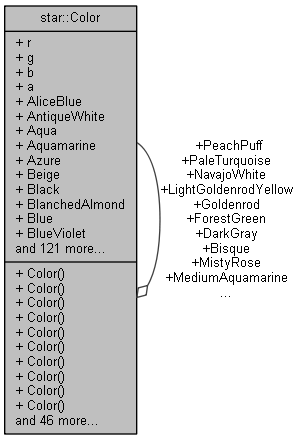 star::Color
+ r
+ g
+ b
+ a
+ AliceBlue
+ AntiqueWhite
+ Aqua
+ Aquamarine
+ Azure
+ Beige
+ Black
+ BlanchedAlmond
+ Blue
+ BlueViolet
and 121 more...
+ Color()
+ Color()
+ Color()
+ Color()
+ Color()
+ Color()
+ Color()
+ Color()
+ Color()
+ Color()
and 46 more...
+PeachPuff
+PaleTurquoise
+NavajoWhite
+LightGoldenrodYellow
+Goldenrod
+ForestGreen
+DarkGray
+Bisque
+MistyRose
+MediumAquamarine
...